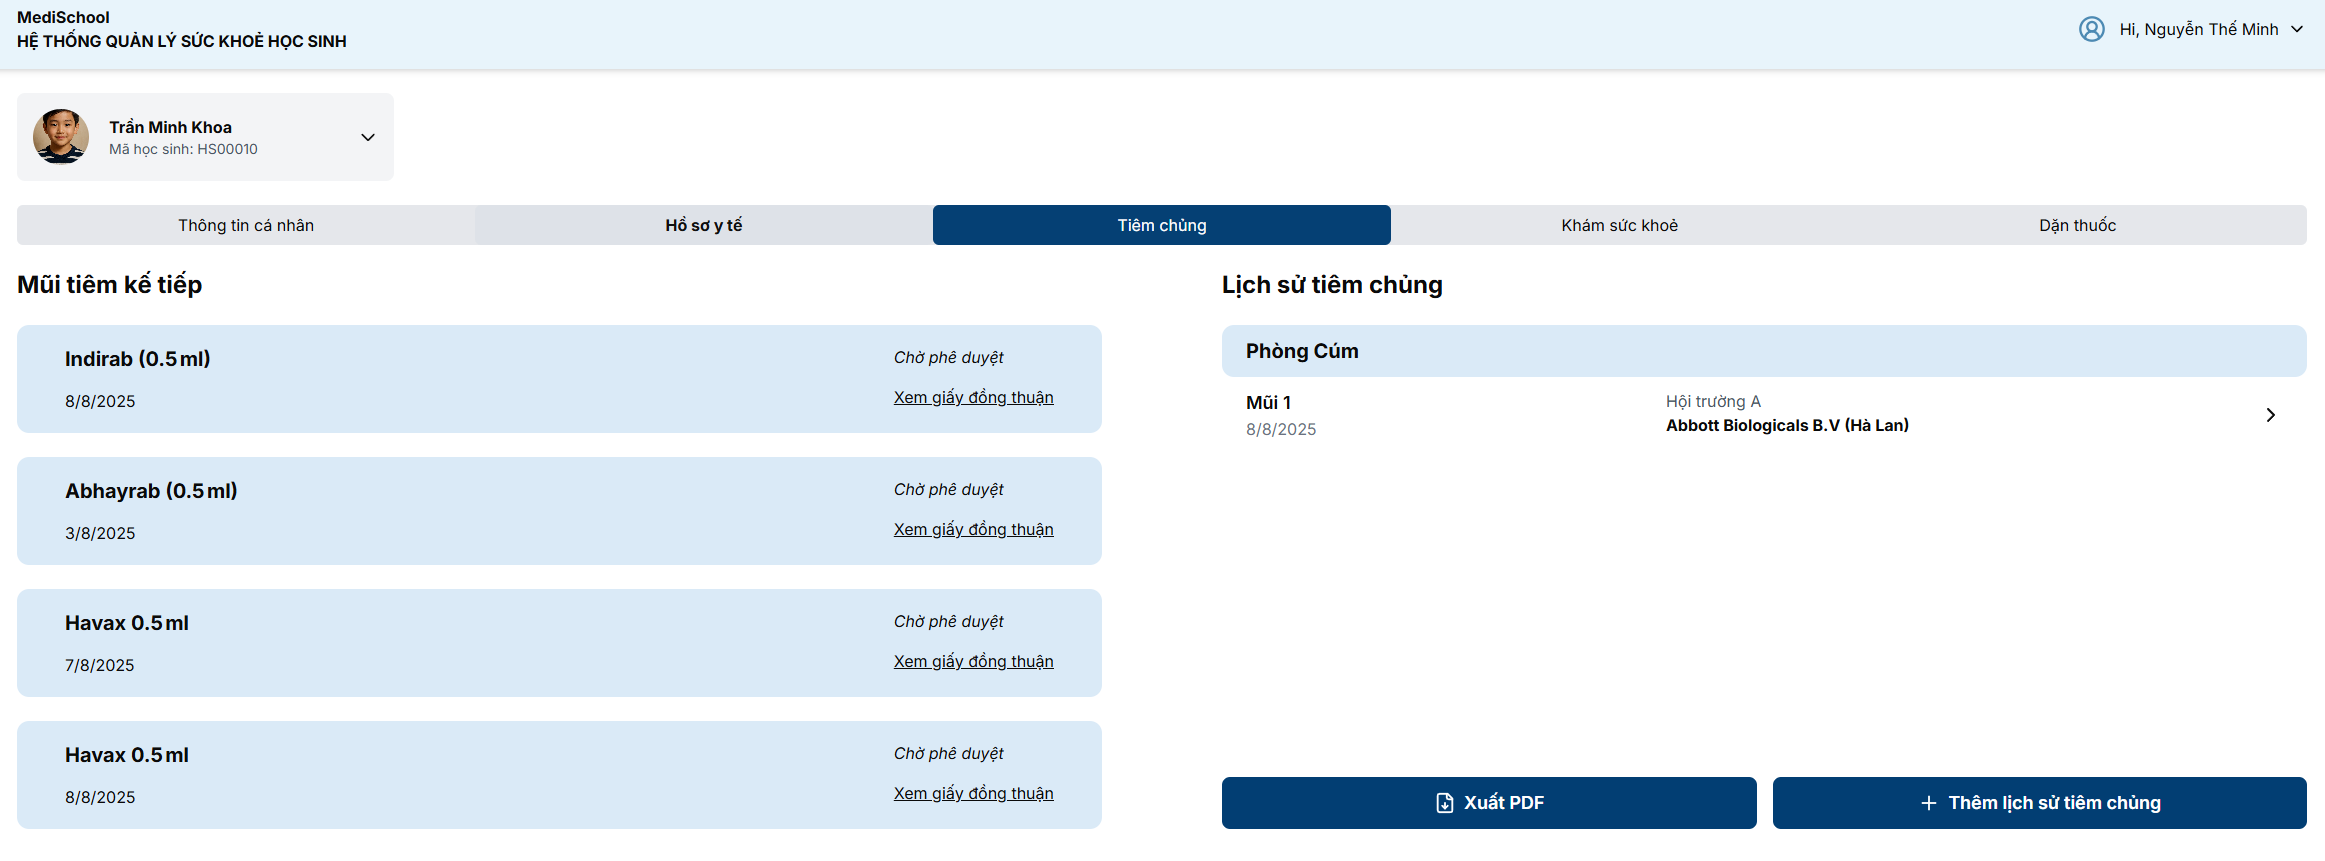 MediSchool
HỆ THỐNG QUẢN LÝ SỨC KHOẺ HỌC SINH
Hi, Nguyễn Thế Minh
Trần Minh Khoa
Mã học sinh: HS00010
Thông tin cá nhân
Hồ sơ y tế
Tiêm chủng
Khám sức khoẻ
Dặn thuốc
Mũi tiêm kế tiếp
Indirab (0.5 ml)
Chờ phê duyệt
8/8/2025
Xem giấy đồng thuận
Abhayrab (0.5 ml)
Chờ phê duyệt
3/8/2025
Xem giấy đồng thuận
Havax 0.5 ml
Chờ phê duyệt
7/8/2025
Xem giấy đồng thuận
Havax 0.5 ml
Chờ phê duyệt
8/8/2025
Xem giấy đồng thuận
Lịch sử tiêm chủng
Phòng Cúm
Mũi 1
8/8/2025
Hội trường A
Abbott Biologicals B.V (Hà Lan)
Xuất PDF
Thêm lịch sử tiêm chủng